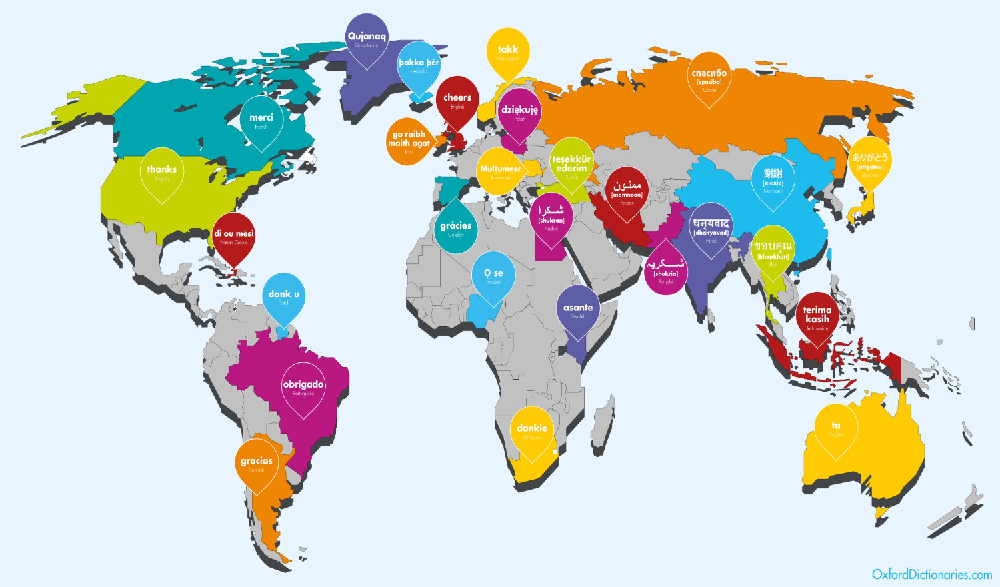 Qujanaq
Greenlandic
þakka þér
Icelandic
takk
Norwegian
спасибо
[spasibo]
Russian
cheers
English
merci
French
dziękuję
Polish
go raibh
maith agat
Irish
thanks
English
Mulţumesc
Romanian
teşekkür
ederim
Turkish
ممنون
[mamnoon]
Persian
謝謝
[xièxie]
Mandarin
ありがとう
[arigatou]
Japanese
di ou mèsi
Haitian Creole
gràcies
Catalan
شكرا
[shukran]
Arabic
धन्यवाद
[dhanyavad]
Hindi
ขอบคุณ
[khopkhun]
Thai
شکریہ
[shukria]
Punjabi
dank u
Dutch
Ọ se
Yoruba
asante
Swahili
terima
kasih
Indonesian
obrigado
Portuguese
gracias
Spanish
dankie
Afrikaans
ta
English
OxfordDictionaries.com